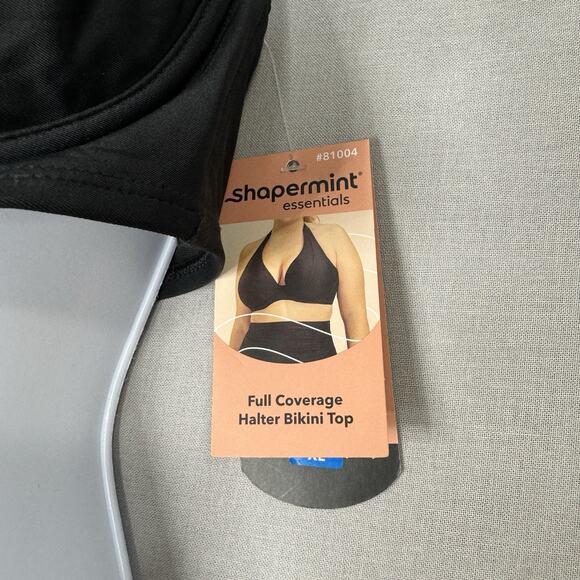 #81004
shapermint®
essentials
Full Coverage
Halter Bikini Top
XL